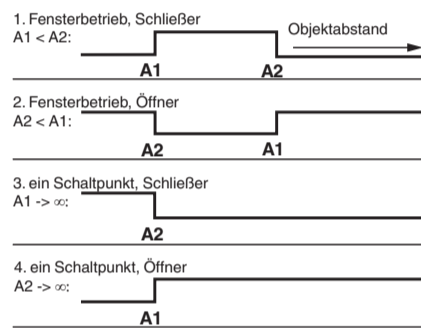 1. Fensterbetrieb, Schließer
A1 < A2:
Objektabstand
A1
A2
2. Fensterbetrieb, Öffner
A2 < A1:
A2
A1
3. ein Schaltpunkt, Schließer
A1 -> ∞:
A2
4. ein Schaltpunkt, Öffner
A2 -> ∞:
A1